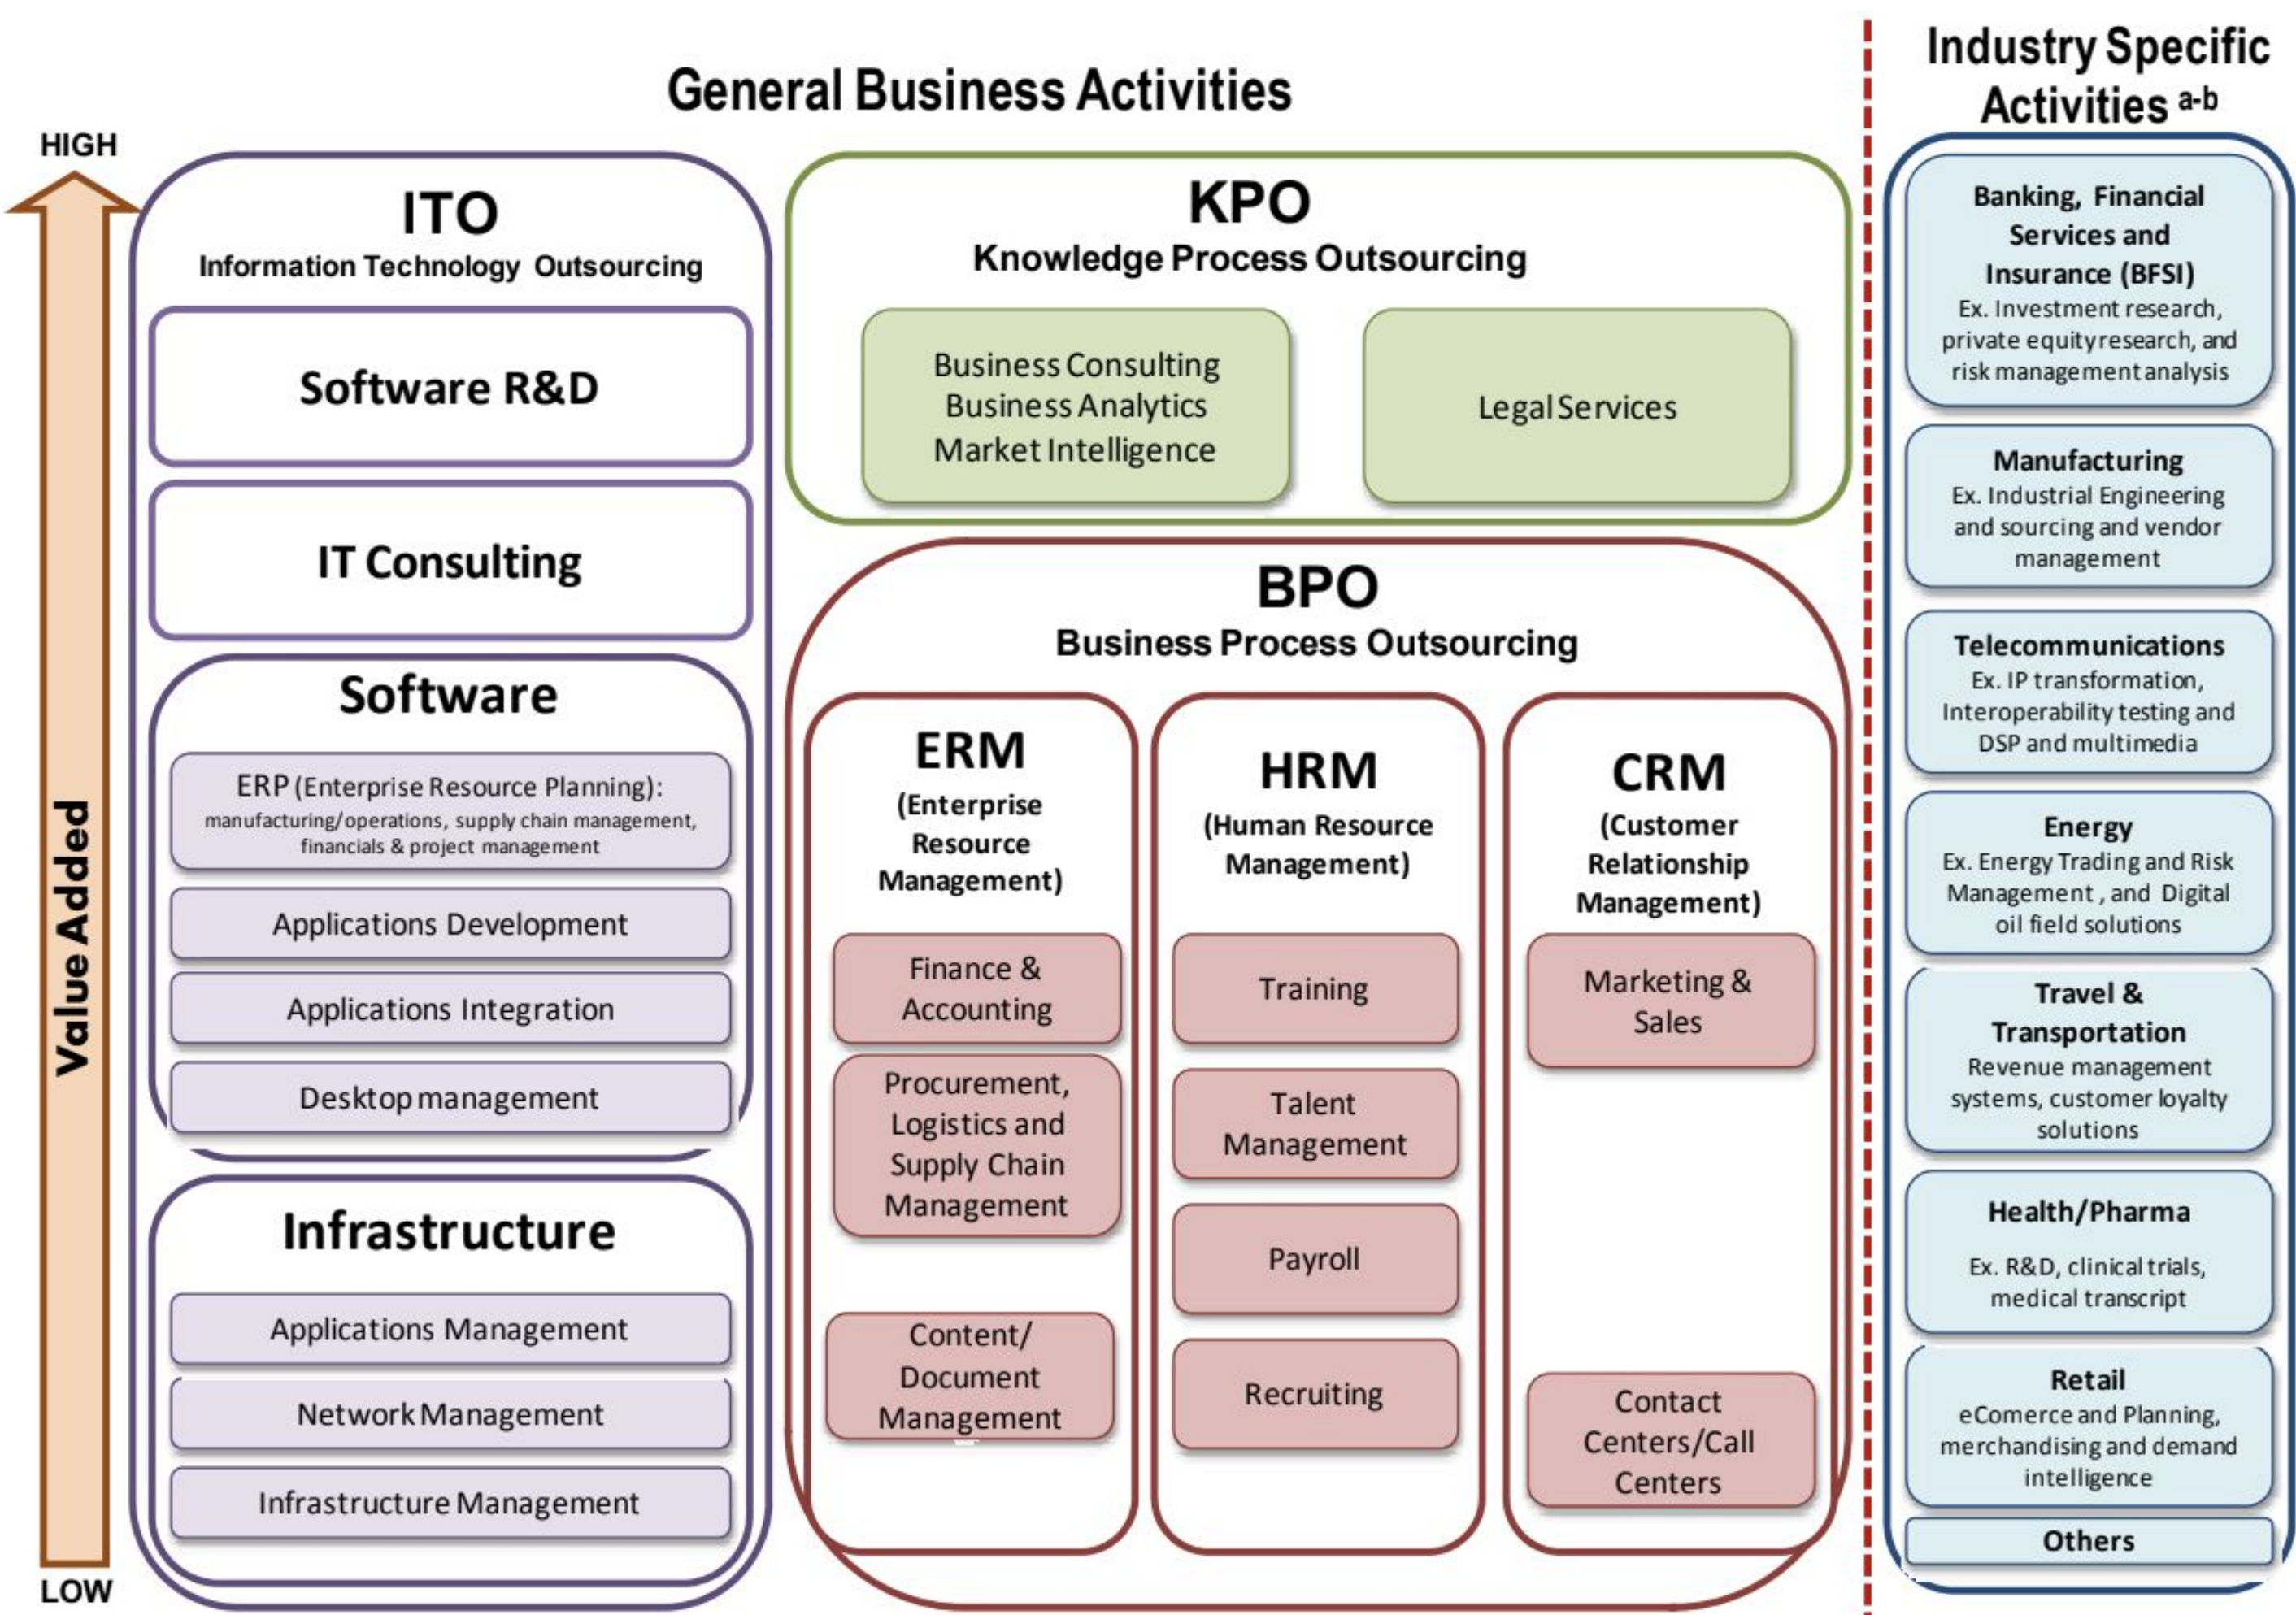 General Business Activities
Industry Specific
Activities a-b
HIGH
Value Added
LOW
ITO
Information Technology Outsourcing
Software R&D
IT Consulting
Software
ERP (Enterprise Resource Planning):
manufacturing/operations, supply chain management,
financials & project management
Applications Development
Applications Integration
Desktop management
Infrastructure
Applications Management
Network Management
Infrastructure Management
KPO
Knowledge Process Outsourcing
Business Consulting
Business Analytics
Market Intelligence
Legal Services
BPO
Business Process Outsourcing
ERM
(Enterprise
Resource
Management)
Finance &
Accounting
Procurement,
Logistics and
Supply Chain
Management
Content/
Document
Management
HRM
(Human Resource
Management)
Training
Talent
Management
Payroll
Recruiting
CRM
(Customer
Relationship
Management)
Marketing &
Sales
Contact
Centers/Call
Centers
Banking, Financial
Services and
Insurance (BFSI)
Ex. Investment research,
private equity research, and
risk management analysis
Manufacturing
Ex. Industrial Engineering
and sourcing and vendor
management
Telecommunications
Ex. IP transformation,
Interoperability testing and
DSP and multimedia
Energy
Ex. Energy Trading and Risk
Management , and Digital
oil field solutions
Travel &
Transportation
Revenue management
systems, customer loyalty
solutions
Health/Pharma
Ex. R&D, clinical trials,
medical transcript
Retail
eComerce and Planning,
merchandising and demand
intelligence
Others